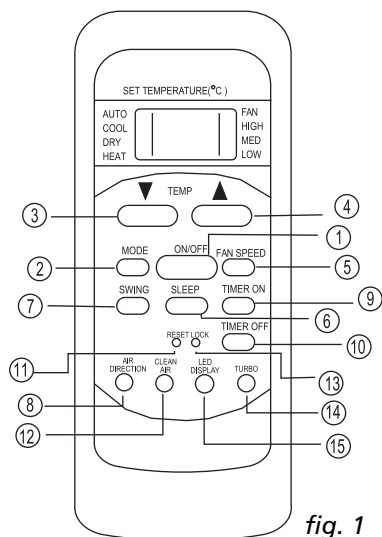 SET TEMPERATURE(°C )
AUTO
COOL
DRY
HEAT
FAN
HIGH
MED
LOW
▼ TEMP ▲
3
4
1
MODE
ON/OFF
FAN SPEED
2
5
SWING
SLEEP
TIMER ON
7
9
6
TIMER OFF
10
RESET LOCK
11
13
AIR
DIRECTION
CLEAN
AIR
LED
DISPLAY
TURBO
8
12
14
15
fig. 1